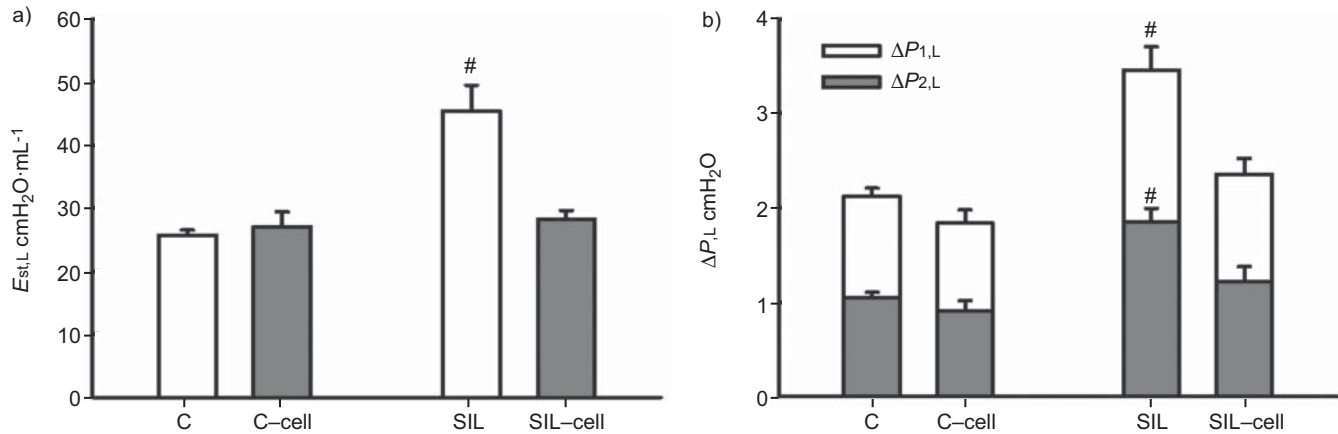 a)
60
50
40
30
20
10
0
Est,L cmH2O·mL-1
#
C
C–cell
SIL
SIL–cell
b)
4
3
2
1
0
ΔP,L cmH2O
ΔP1,L
ΔP2,L
#
#
C
C–cell
SIL
SIL–cell